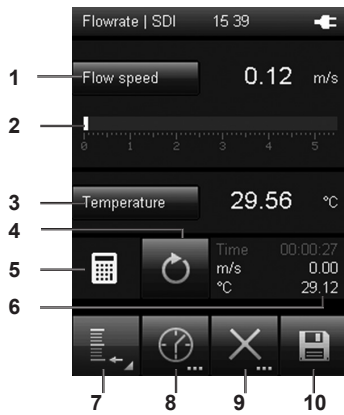 Flowrate | SDI 15 39
1 Flow speed 0.12 m/s
2
0 1 2 3 4 5
3 Temperature 29.56 °C
4
5
Time 00:00:27
m/s 0.00
6 °C 29.12
7 8 9 10